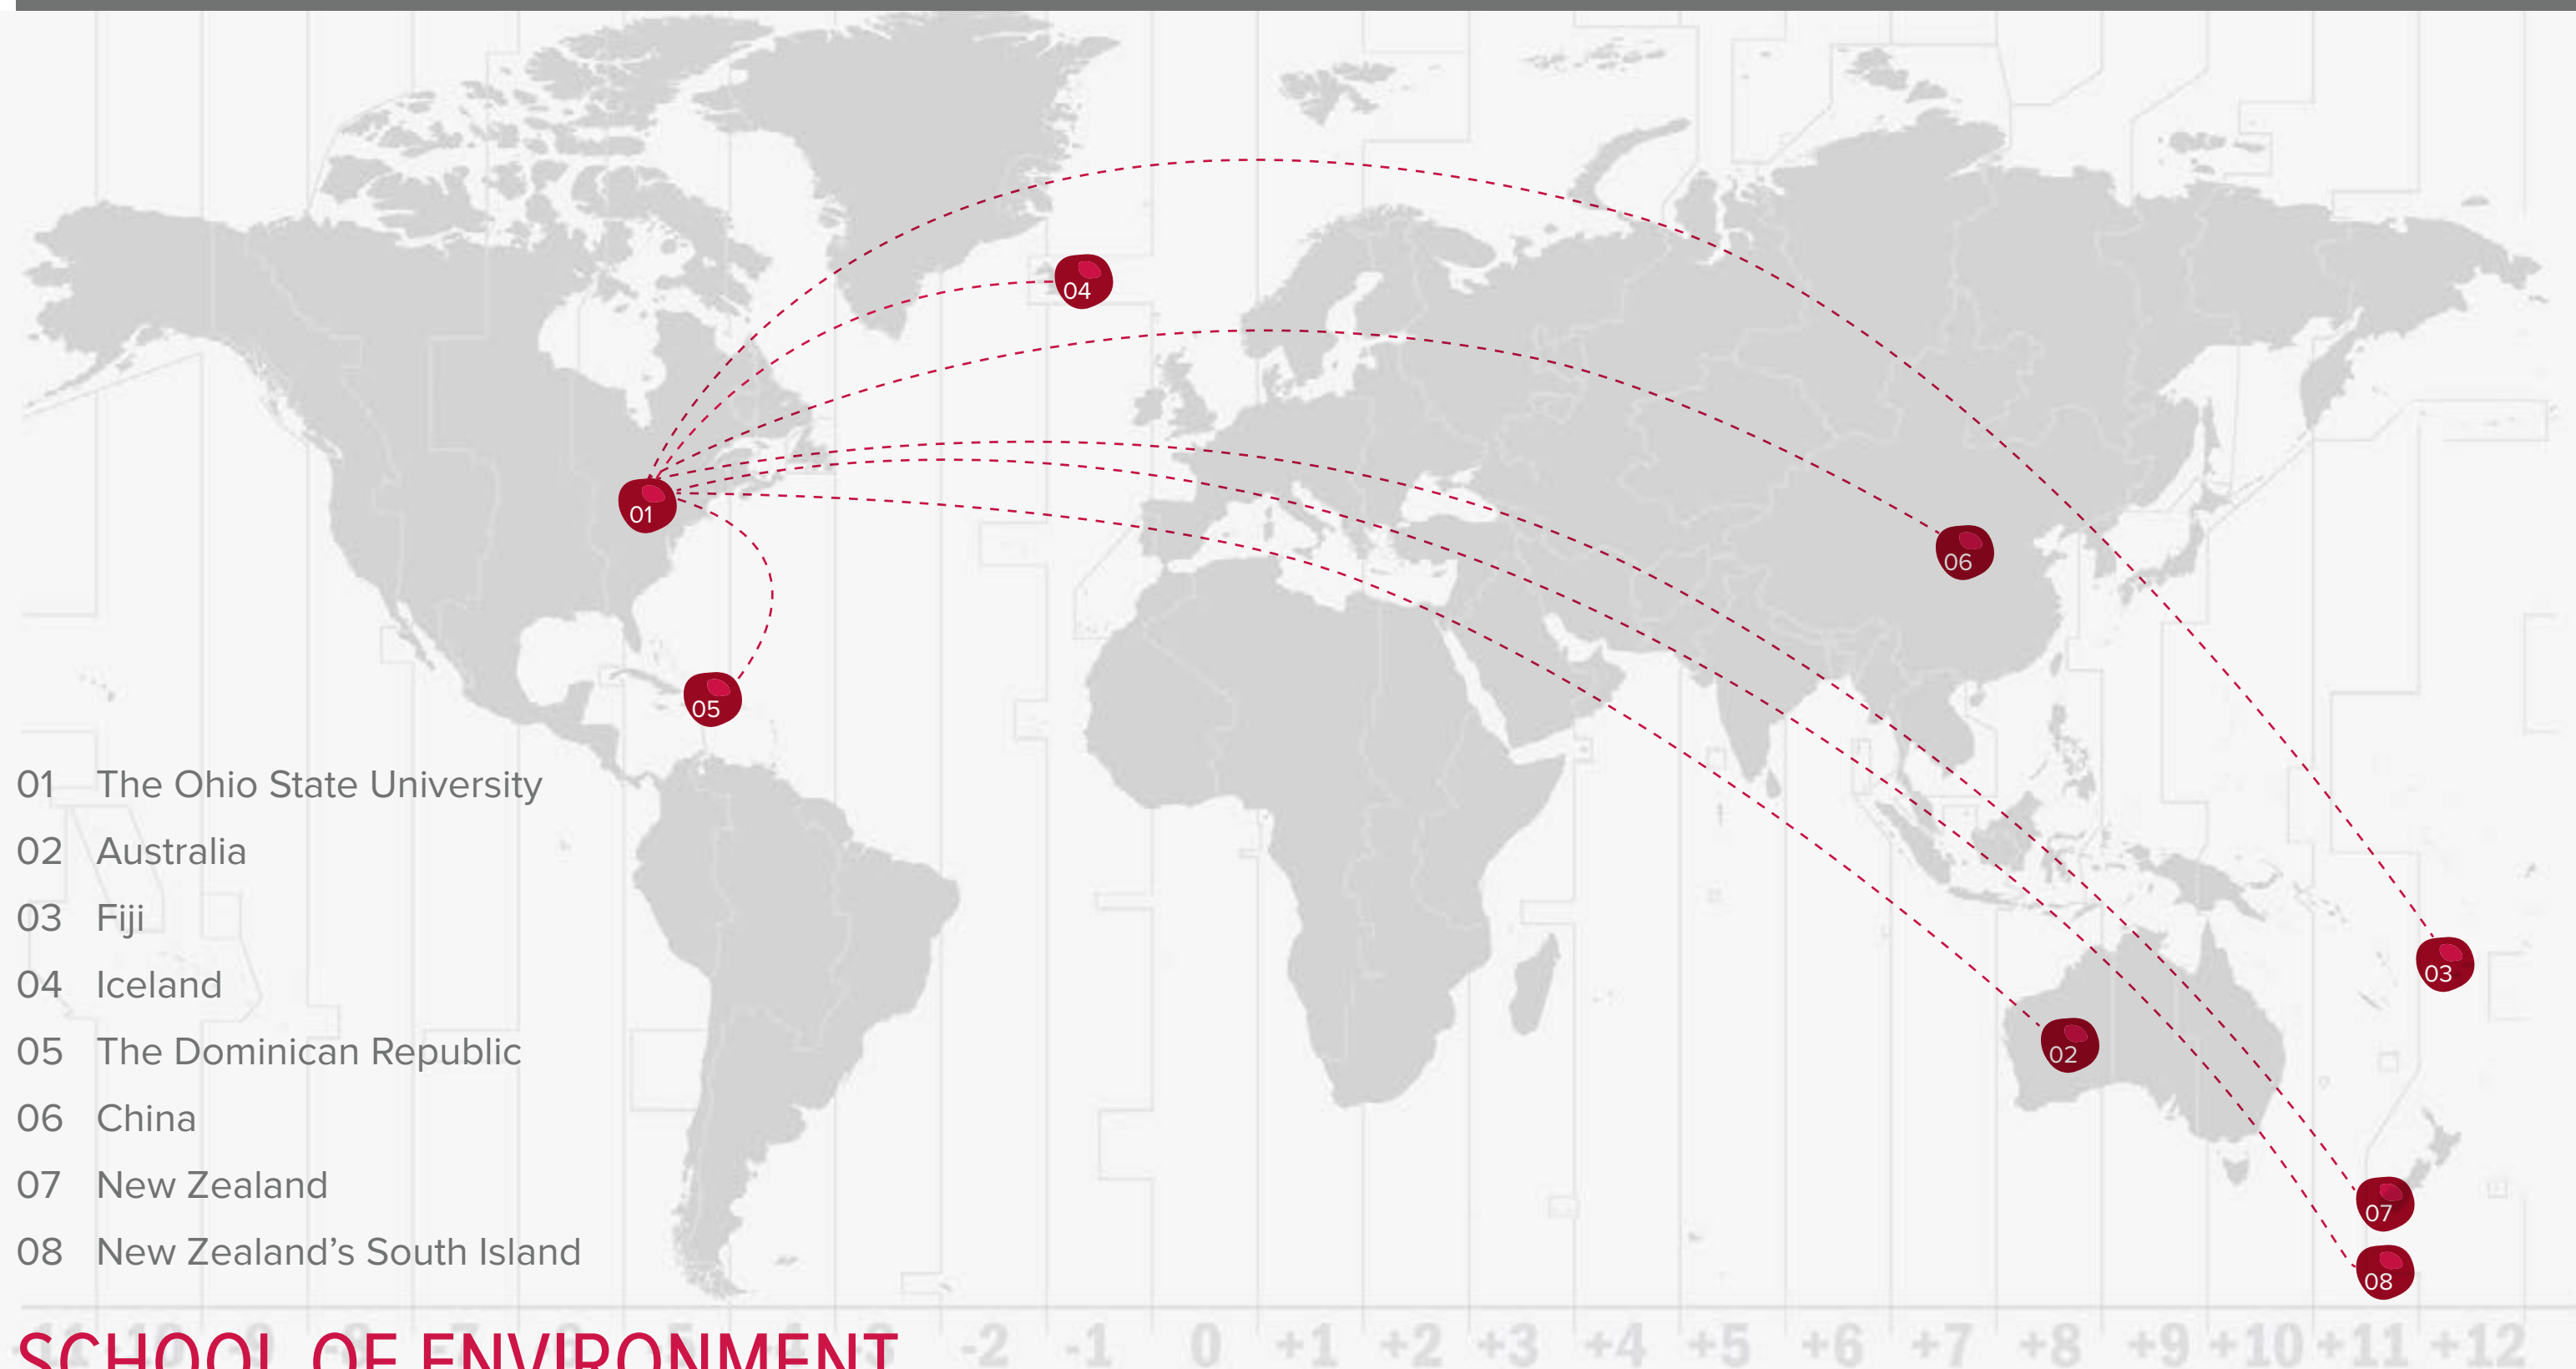 04
01
06
05
03
02
07
08
01 The Ohio State University
02 Australia
03 Fiji
04 Iceland
05 The Dominican Republic
06 China
07 New Zealand
08 New Zealand’s South Island
SCHOOL OF ENVIRONMENT
-2 -1 0 +1 +2 +3 +4 +5 +6 +7 +8 +9 +10 +11 +12